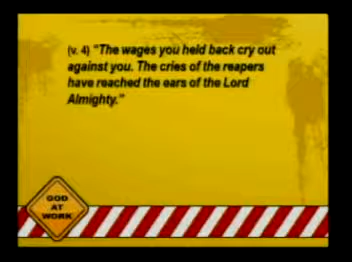 (v. 4) "The wages you held back cry out
against you. The cries of the reapers
have reached the ears of the Lord
Almighty."
GOD
AT
WORK